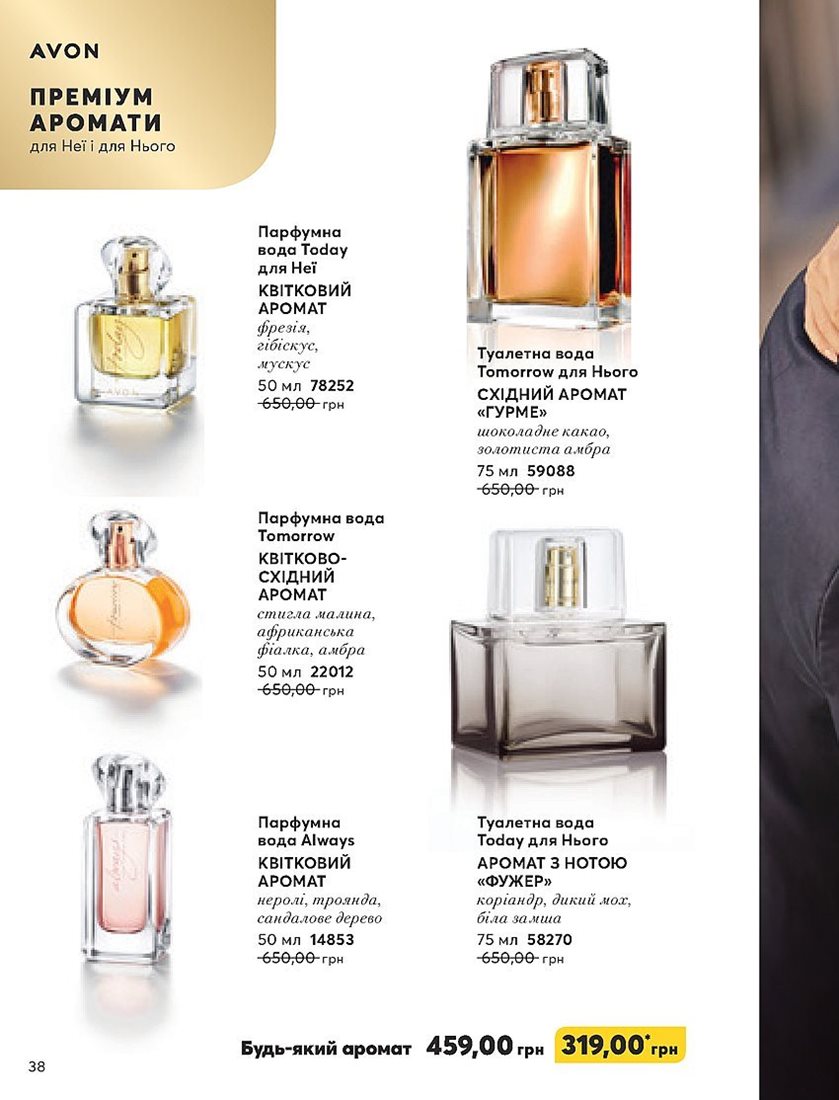 AVON
ПРЕМІУМ
АРОМАТИ
для Неї і для Нього
Парфумна
вода Today
для Неї
КВІТКОВИЙ
АРОМАТ
фрезія,
гібіскус,
мускус
50 мл 78252
650,00 грн
Парфумна вода
Tomorrow
КВІТКОВО-
СХІДНИЙ
АРОМАТ
стигла малина,
африканська
фіалка, амбра
50 мл 22012
650,00 грн
Парфумна
вода Always
КВІТКОВИЙ
АРОМАТ
неролі, троянда,
сандалове дерево
50 мл 14853
650,00 грн
Туалетна вода
Tomorrow для Нього
СХІДНИЙ АРОМАТ
«ГУРМЕ»
шоколадне какао,
золотиста амбра
75 мл 59088
650,00 грн
Туалетна вода
Today для Нього
АРОМАТ З НОТОЮ
«ФУЖЕР»
коріандр, дикий мох,
біла замша
75 мл 58270
650,00 грн
today
AVON
always
Будь-який аромат 459,00 грн 319,00* грн
38